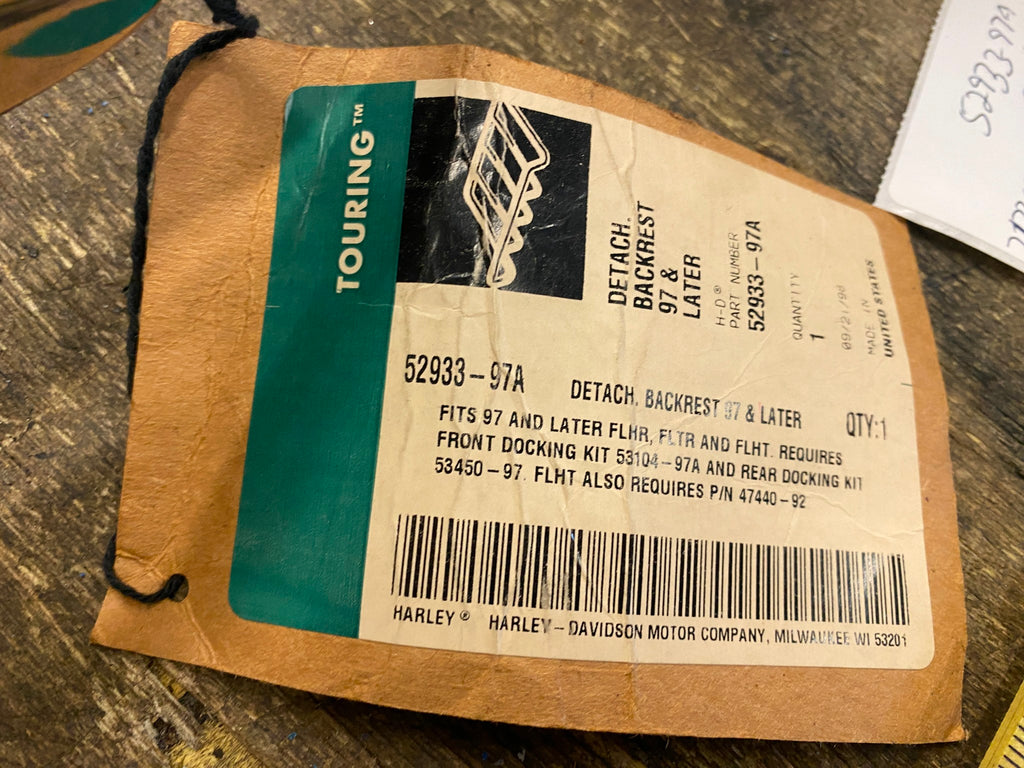 TOURING™
DETACH.
BACKREST
97 &
LATER
H-D®
PART NUMBER
52933-97A
QUANTITY
1
09/21/98
MADE IN
UNITED STATES
52933-97A
DETACH. BACKREST 97 & LATER
QTY:1
FITS 97 AND LATER FLHR, FLTR AND FLHT. REQUIRES
FRONT DOCKING KIT 53104-97A AND REAR DOCKING KIT
53450-97. FLHT ALSO REQUIRES P/N 47440-92
HARLEY® HARLEY-DAVIDSON MOTOR COMPANY, MILWAUKEE WI 53201
52933-97A